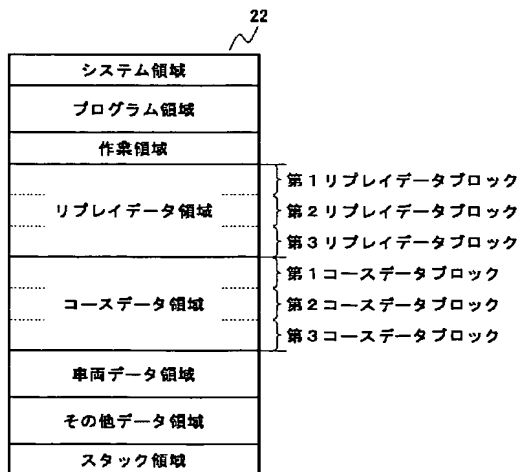 22
システム領域
プログラム領域
作業領域
リプレイデータ領域
第1リプレイデータブロック
第2リプレイデータブロック
第3リプレイデータブロック
コースデータ領域
第1コースデータブロック
第2コースデータブロック
第3コースデータブロック
車両データ領域
その他データ領域
スタック領域